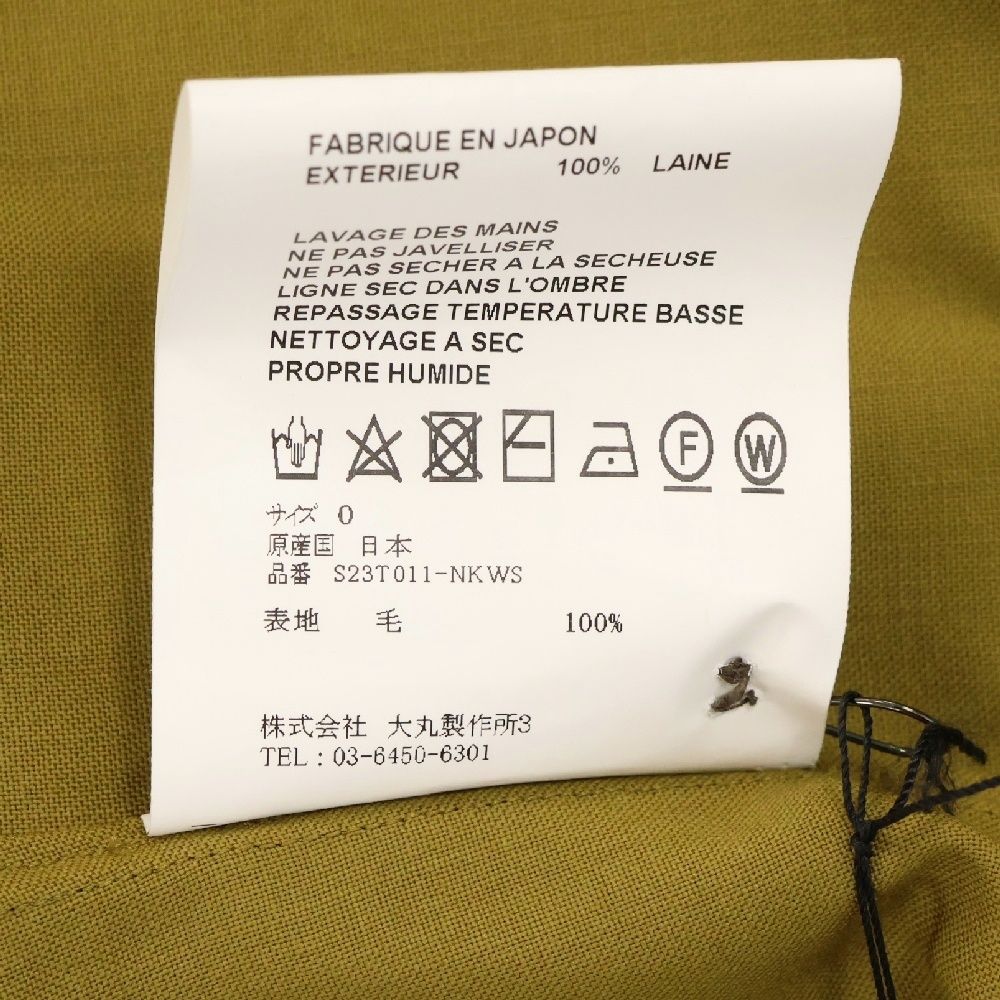 FABRIQUE EN JAPON
EXTERIEUR 100% LAINE
LAVAGE DES MAINS
NE PAS JAVELLISER
NE PAS SECHER A LA SECHEUSE
LIGNE SEC DANS L'OMBRE
REPASSAGE TEMPERATURE BASSE
NETTOYAGE A SEC
PROPRE HUMIDE
F W
サイズ 0
原産国 日本
品番 S23T011-NKWS
表地 毛 100%
株式会社 大丸製作所3
TEL：03-6450-6301